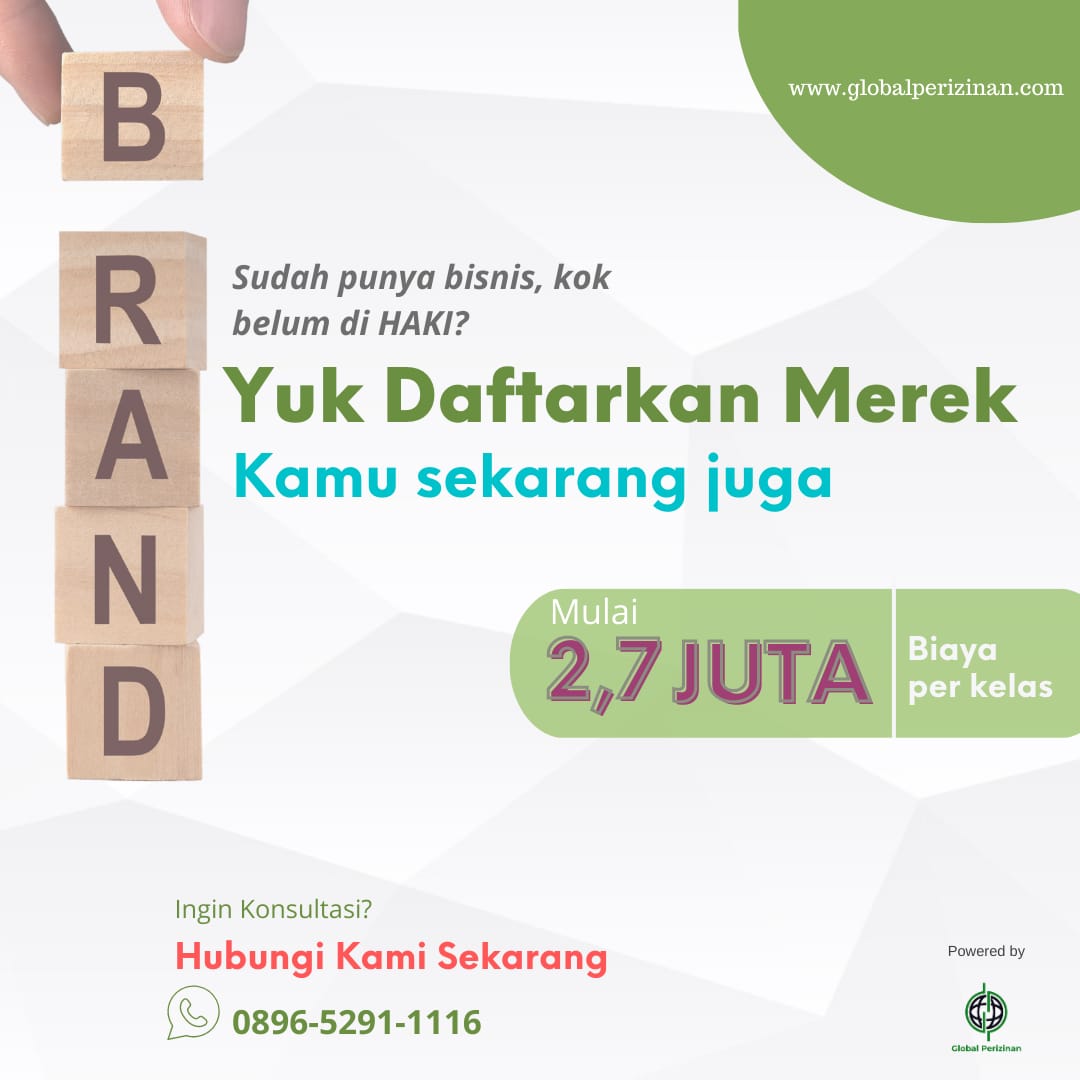 www.globalperizinan.com
B
R
A
N
D
Sudah punya bisnis, kok
belum di HAKI?
Yuk Daftarkan Merek
Kamu sekarang juga
Mulai
2,7 JUTA
Biaya
per kelas
Ingin Konsultasi?
Hubungi Kami Sekarang
0896-5291-1116
Powered by
Global Perizinan